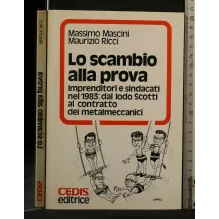 Massimo Mascini
Maurizio Ricci
Lo scambio
alla prova
Imprenditori e sindacati
nel 1983: dal lodo Scotti
al contratto
dei metalmeccanici
CEDIS
editrice